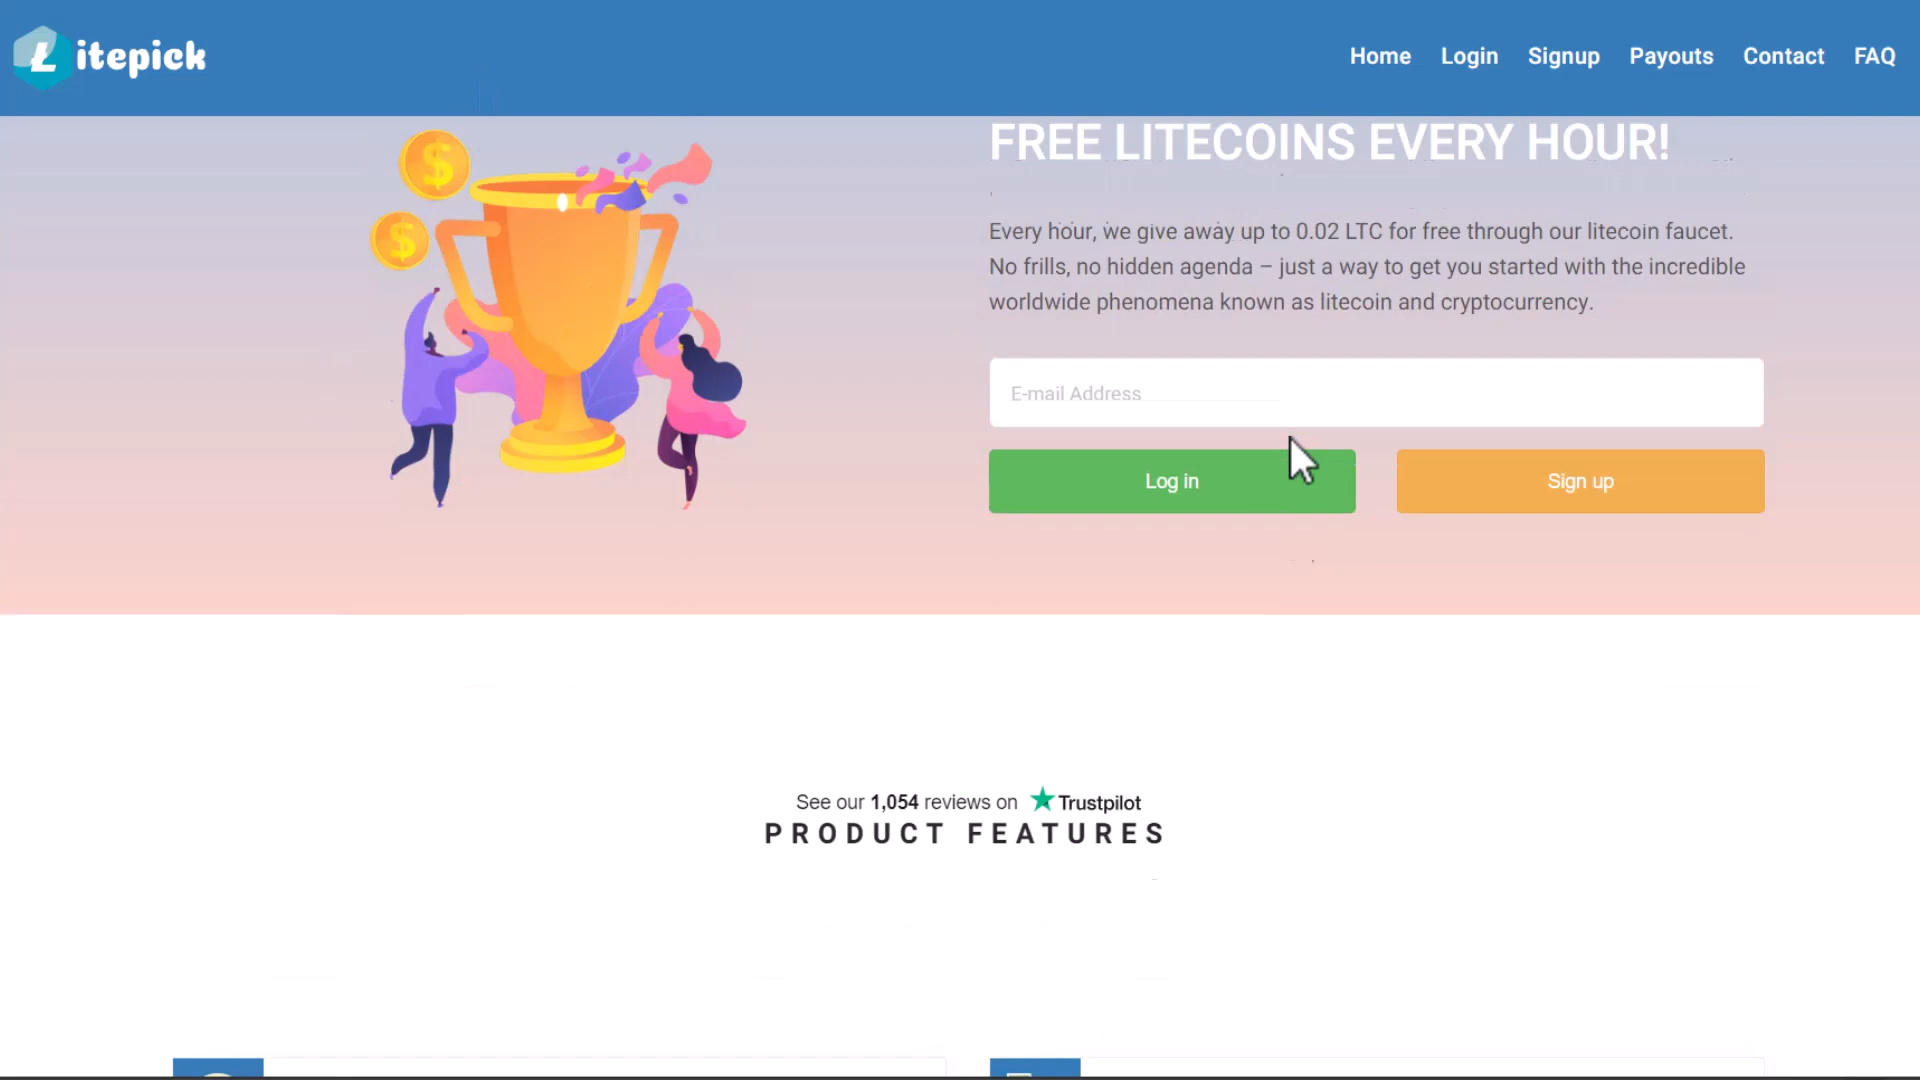 Litepick
Home Login Signup Payouts Contact FAQ
FREE LITECOINS EVERY HOUR!
Every hour, we give away up to 0.02 LTC for free through our litecoin faucet.
No frills, no hidden agenda – just a way to get you started with the incredible
worldwide phenomena known as litecoin and cryptocurrency.
E-mail Address
Log in Sign up
See our 1,054 reviews on Trustpilot
PRODUCT FEATURES